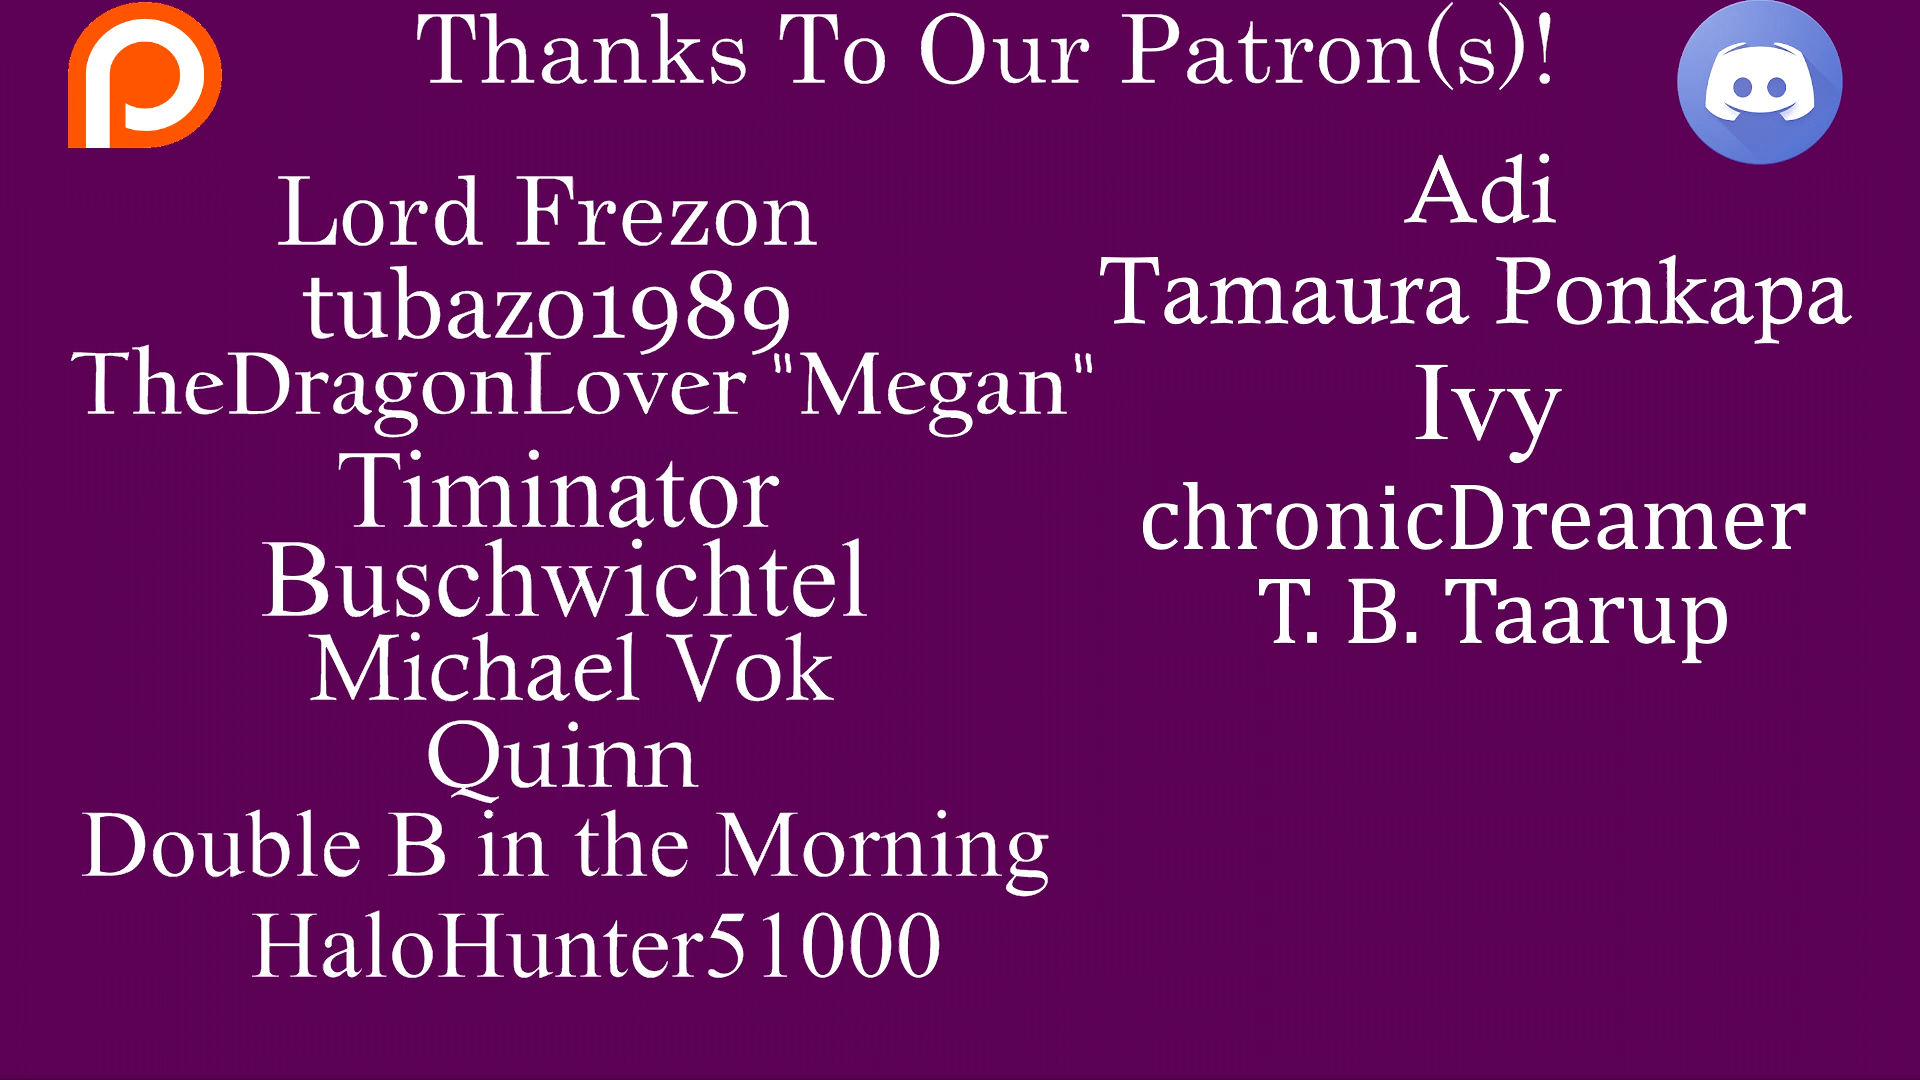 Thanks To Our Patron(s)!
Lord Frezon
tubazo1989
TheDragonLover "Megan"
Timinator
Buschwichtel
Michael Vok
Quinn
Double B in the Morning
HaloHunter51000
Adi
Tamaura Ponkapa
Ivy
chronicDreamer
T. B. Taarup